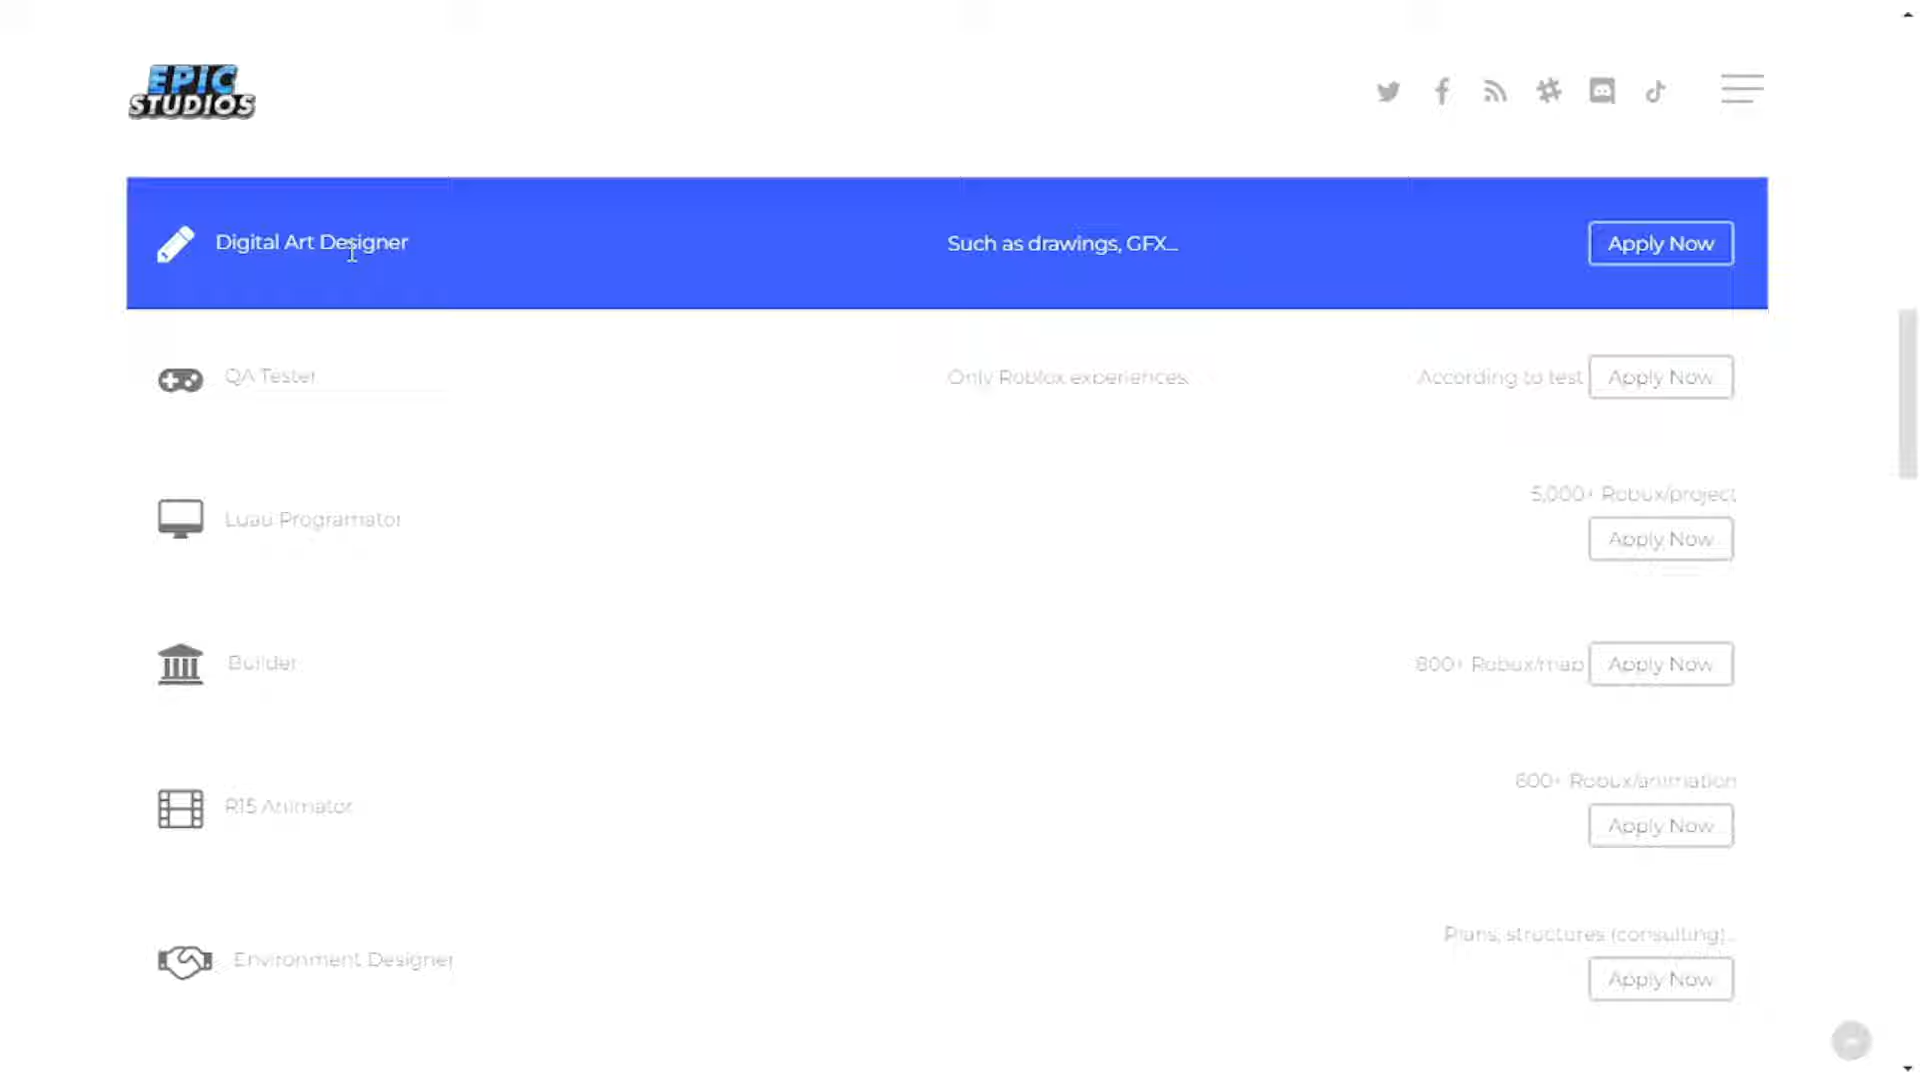 EPIC
STUDIOS
Digital Art Designer
Such as drawings, GFX...
Apply Now
QA Tester
Only Roblox experiences.
According to test
Apply Now
Luau Programator
5,000+ Robux/project
Apply Now
Builder
800+ Robux/map
Apply Now
R15 Animator
600+ Robux/animation
Apply Now
Environment Designer
Plans, structures (consulting)...
Apply Now